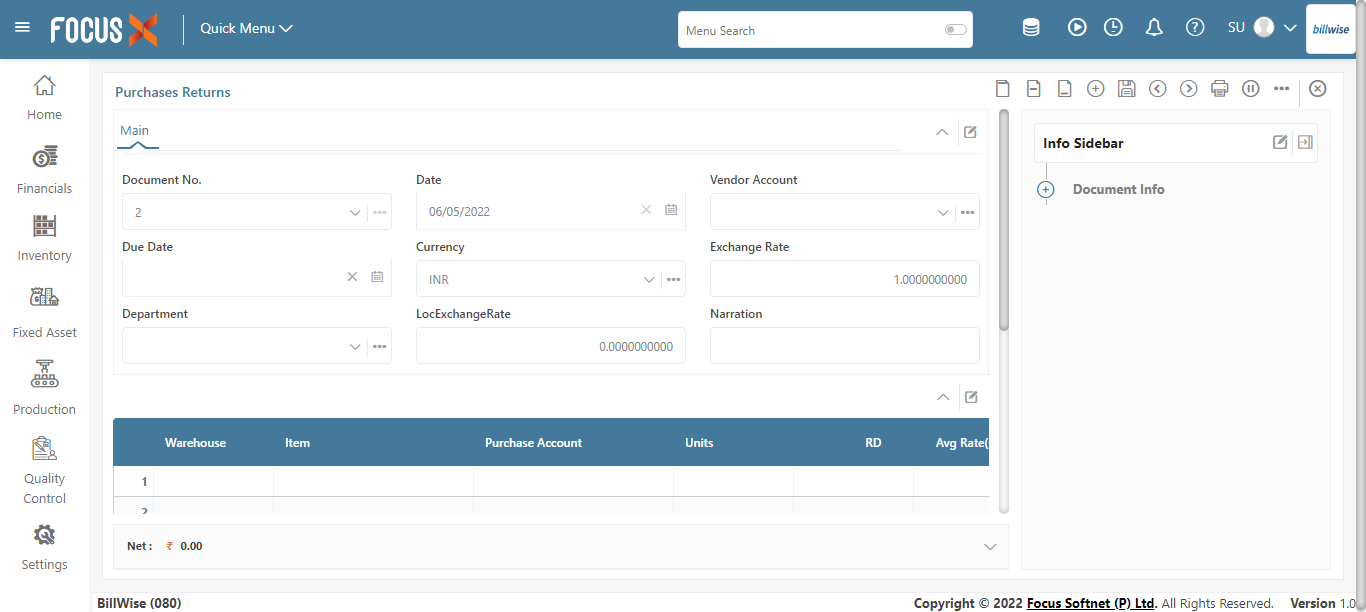 FOCUS X
Quick Menu
Menu Search
SU
billwise
Home
Financials
Inventory
Fixed Asset
Production
Quality
Control
Settings
Purchases Returns
Main
Document No.
Date
Vendor Account
2
06/05/2022
Due Date
Currency
Exchange Rate
INR
1.0000000000
Department
LocExchangeRate
Narration
0.0000000000
Warehouse Item Purchase Account Units RD Avg Rate(
1
2
Net : ₹ 0.00
Info Sidebar
Document Info
BillWise (080)
Copyright © 2022 Focus Softnet (P) Ltd. All Rights Reserved. Version 1.0